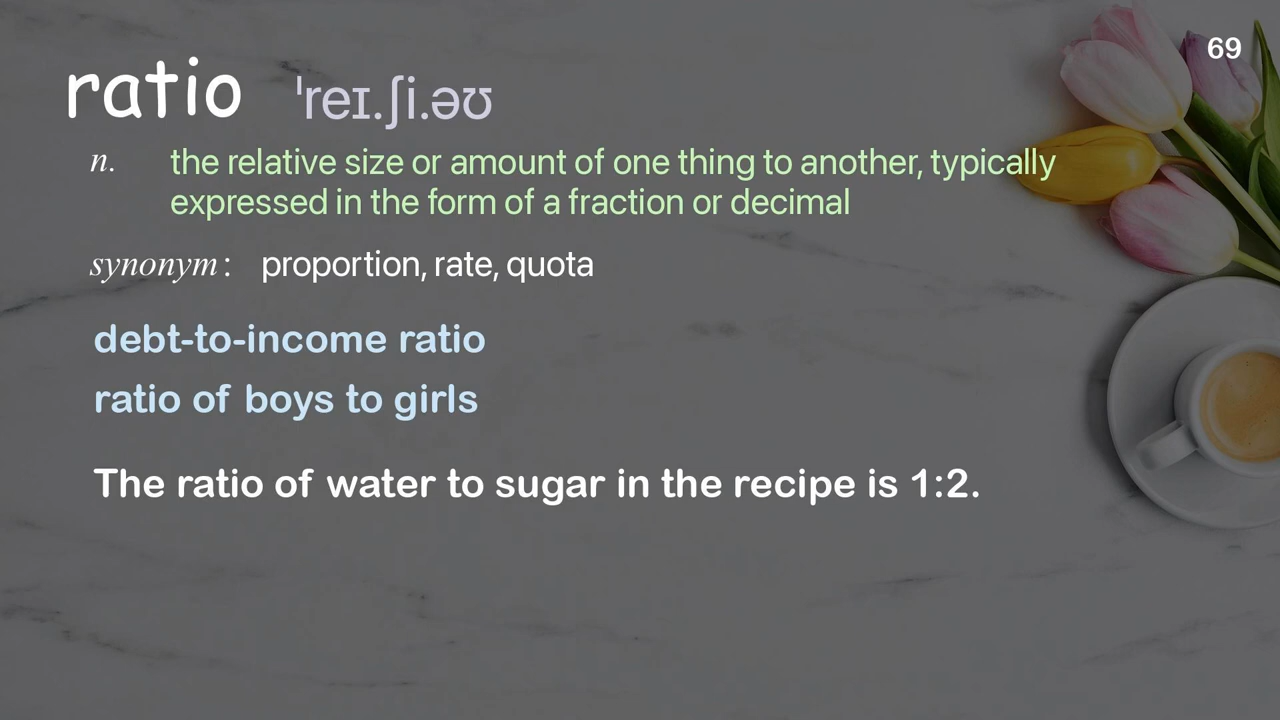 69
ratio ˈreɪ.ʃi.əʊ
n. the relative size or amount of one thing to another, typically
expressed in the form of a fraction or decimal
synonym : proportion, rate, quota
debt-to-income ratio
ratio of boys to girls
The ratio of water to sugar in the recipe is 1:2.